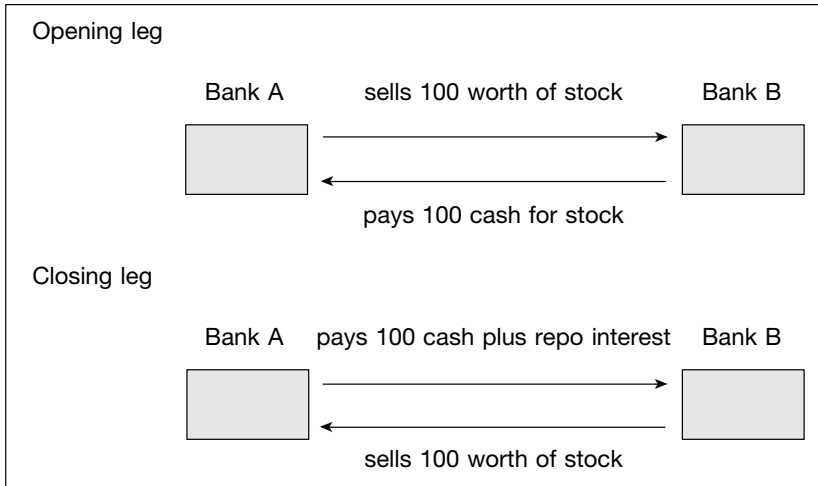 Opening leg
Bank A sells 100 worth of stock Bank B
pays 100 cash for stock
Closing leg
Bank A pays 100 cash plus repo interest Bank B
sells 100 worth of stock